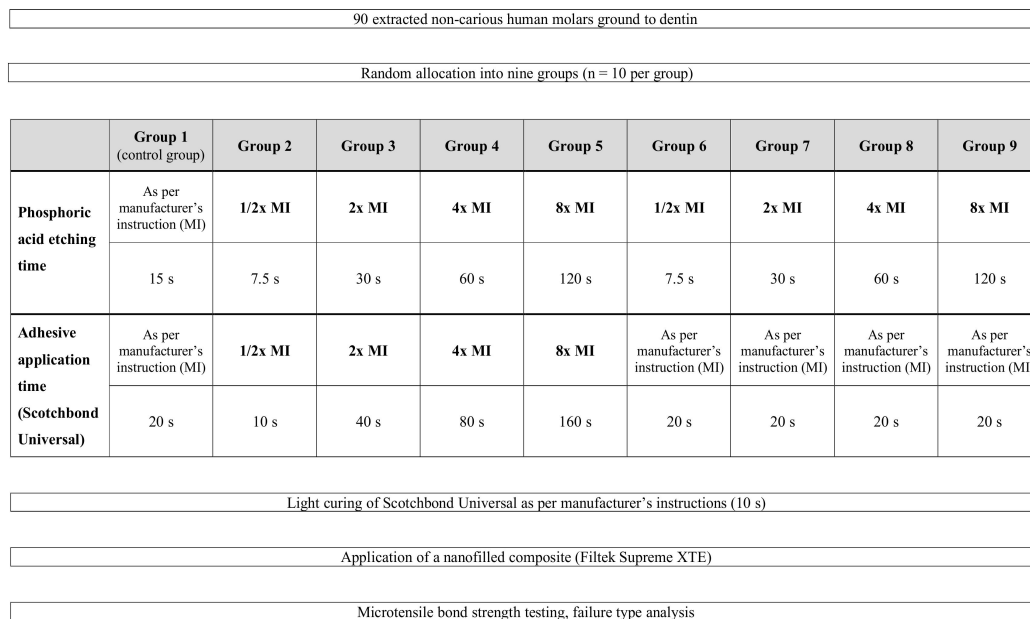 90 extracted non-carious human molars ground to dentin
Random allocation into nine groups (n = 10 per group)
Group 1 (control group) Group 2 Group 3 Group 4 Group 5 Group 6 Group 7 Group 8 Group 9
Phosphoric acid etching time
As per manufacturer's instruction (MI) 1/2x MI 2x MI 4x MI 8x MI 1/2x MI 2x MI 4x MI 8x MI
15 s 7.5 s 30 s 60 s 120 s 7.5 s 30 s 60 s 120 s
Adhesive application time (Scotchbond Universal)
As per manufacturer's instruction (MI) 1/2x MI 2x MI 4x MI 8x MI As per manufacturer's instruction (MI) As per manufacturer's instruction (MI) As per manufacturer's instruction (MI) As per manufacturer's instruction (MI
20 s 10 s 40 s 80 s 160 s 20 s 20 s 20 s 20 s
Light curing of Scotchbond Universal as per manufacturer's instructions (10 s)
Application of a nanofilled composite (Filtek Supreme XTE)
Microtensile bond strength testing, failure type analysis